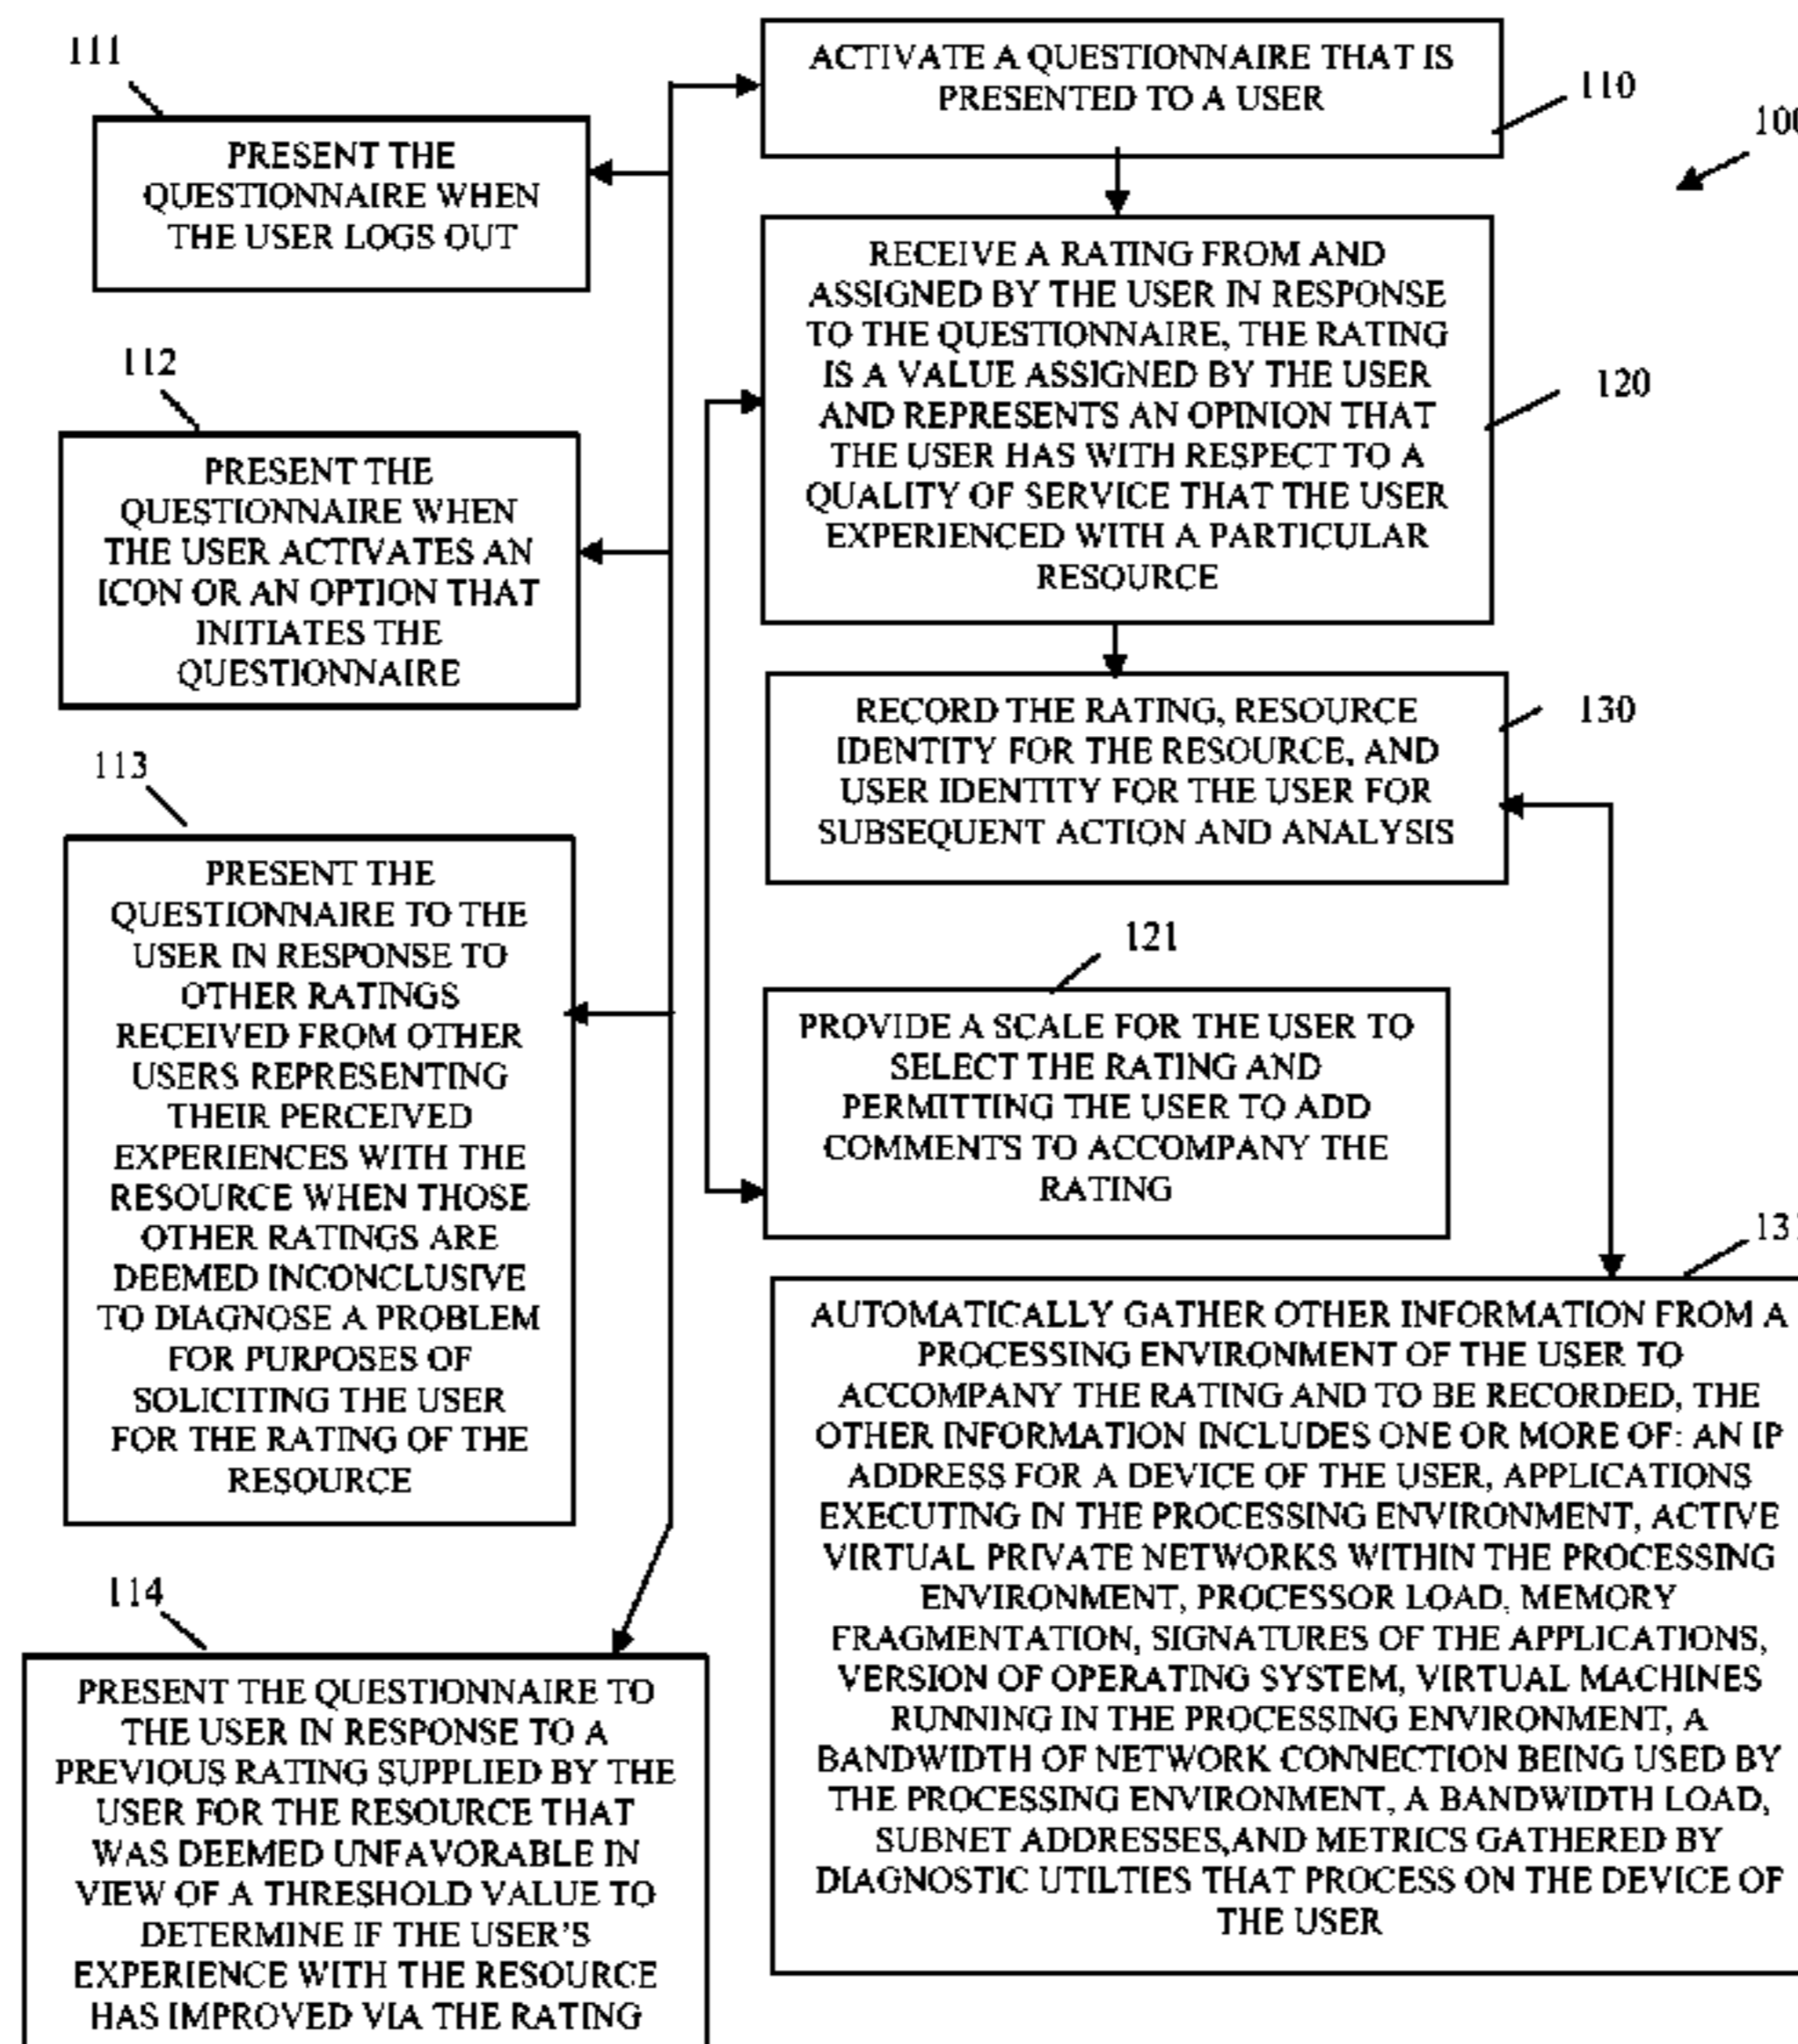 111
PRESENT THE
QUESTIONNAIRE WHEN
THE USER LOGS OUT
112
PRESENT THE
QUESTIONNAIRE WHEN
THE USER ACTIVATES AN
ICON OR AN OPTION THAT
INITIATES THE
QUESTIONNAIRE
113
PRESENT THE
QUESTIONNAIRE TO THE
USER IN RESPONSE TO
OTHER RATINGS
RECEIVED FROM OTHER
USERS REPRESENTING
THEIR PERCEIVED
EXPERIENCES WITH THE
RESOURCE WHEN THOSE
OTHER RATINGS ARE
DEEMED INCONCLUSIVE
TO DIAGNOSE A PROBLEM
FOR PURPOSES OF
SOLICITING THE USER
FOR THE RATING OF THE
RESOURCE
114
PRESENT THE QUESTIONNAIRE TO
THE USER IN RESPONSE TO A
PREVIOUS RATING SUPPLIED BY THE
USER FOR THE RESOURCE THAT
WAS DEEMED UNFAVORABLE IN
VIEW OF A THRESHOLD VALUE TO
DETERMINE IF THE USER'S
EXPERIENCE WITH THE RESOURCE
HAS IMPROVED VIA THE RATING
ACTIVATE A QUESTIONNAIRE THAT IS
PRESENTED TO A USER
110
100
RECEIVE A RATING FROM AND
ASSIGNED BY THE USER IN RESPONSE
TO THE QUESTIONNAIRE, THE RATING
IS A VALUE ASSIGNED BY THE USER
AND REPRESENTS AN OPINION THAT
THE USER HAS WITH RESPECT TO A
QUALITY OF SERVICE THAT THE USER
EXPERIENCED WITH A PARTICULAR
RESOURCE
120
RECORD THE RATING, RESOURCE
IDENTITY FOR THE RESOURCE, AND
USER IDENTITY FOR THE USER FOR
SUBSEQUENT ACTION AND ANALYSIS
130
121
PROVIDE A SCALE FOR THE USER TO
SELECT THE RATING AND
PERMITTING THE USER TO ADD
COMMENTS TO ACCOMPANY THE
RATING
131
AUTOMATICALLY GATHER OTHER INFORMATION FROM A
PROCESSING ENVIRONMENT OF THE USER TO
ACCOMPANY THE RATING AND TO BE RECORDED, THE
OTHER INFORMATION INCLUDES ONE OR MORE OF: AN IP
ADDRESS FOR A DEVICE OF THE USER, APPLICATIONS
EXECUTING IN THE PROCESSING ENVIRONMENT, ACTIVE
VIRTUAL PRIVATE NETWORKS WITHIN THE PROCESSING
ENVIRONMENT, PROCESSOR LOAD, MEMORY
FRAGMENTATION, SIGNATURES OF THE APPLICATIONS,
VERSION OF OPERATING SYSTEM, VIRTUAL MACHINES
RUNNING IN THE PROCESSING ENVIRONMENT, A
BANDWIDTH OF NETWORK CONNECTION BEING USED BY
THE PROCESSING ENVIRONMENT, A BANDWIDTH LOAD,
SUBNET ADDRESSES,AND METRICS GATHERED BY
DIAGNOSTIC UTILTIES THAT PROCESS ON THE DEVICE OF
THE USER